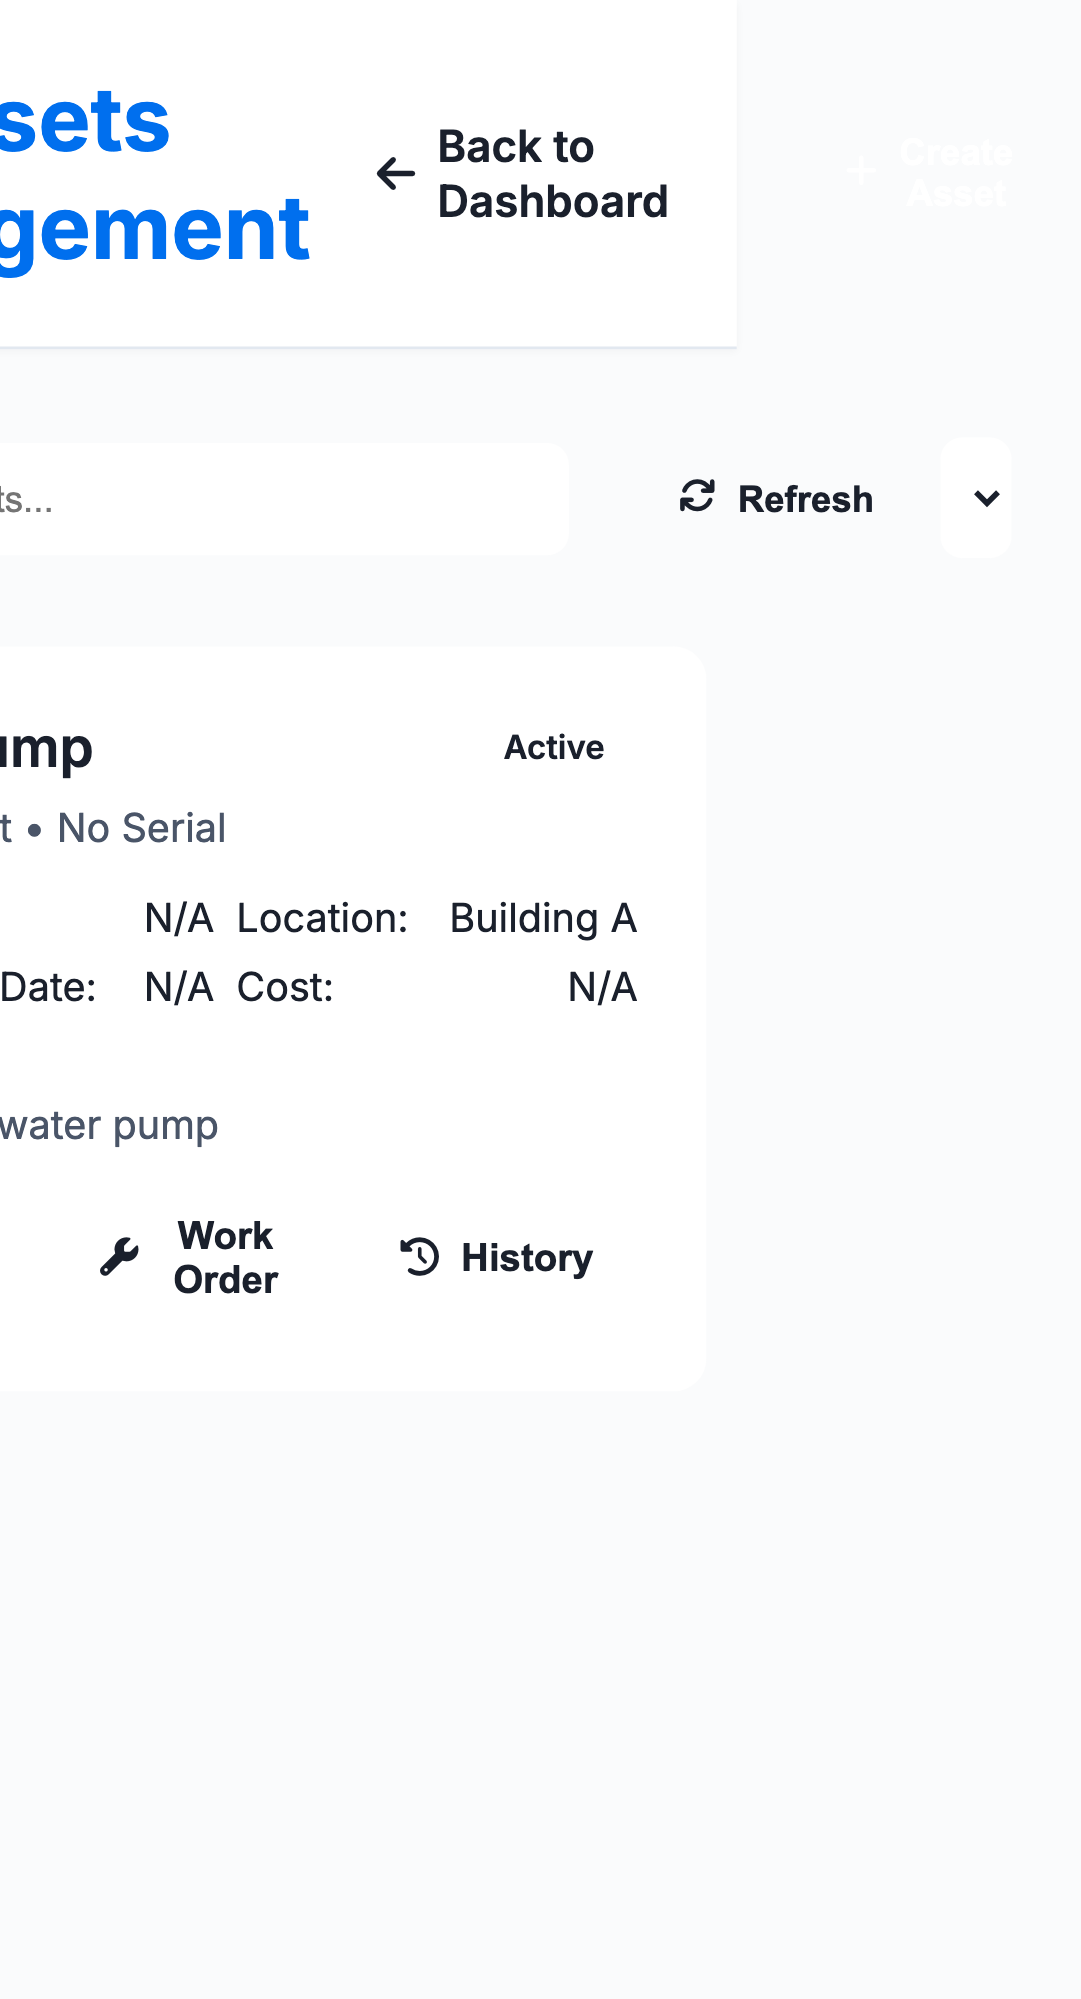 sets
gement
Back to
Dashboard
Create
Asset
ts...
Refresh
ump
Active
t • No Serial
N/A Location: Building A
Date: N/A Cost: N/A
water pump
Work
Order
History